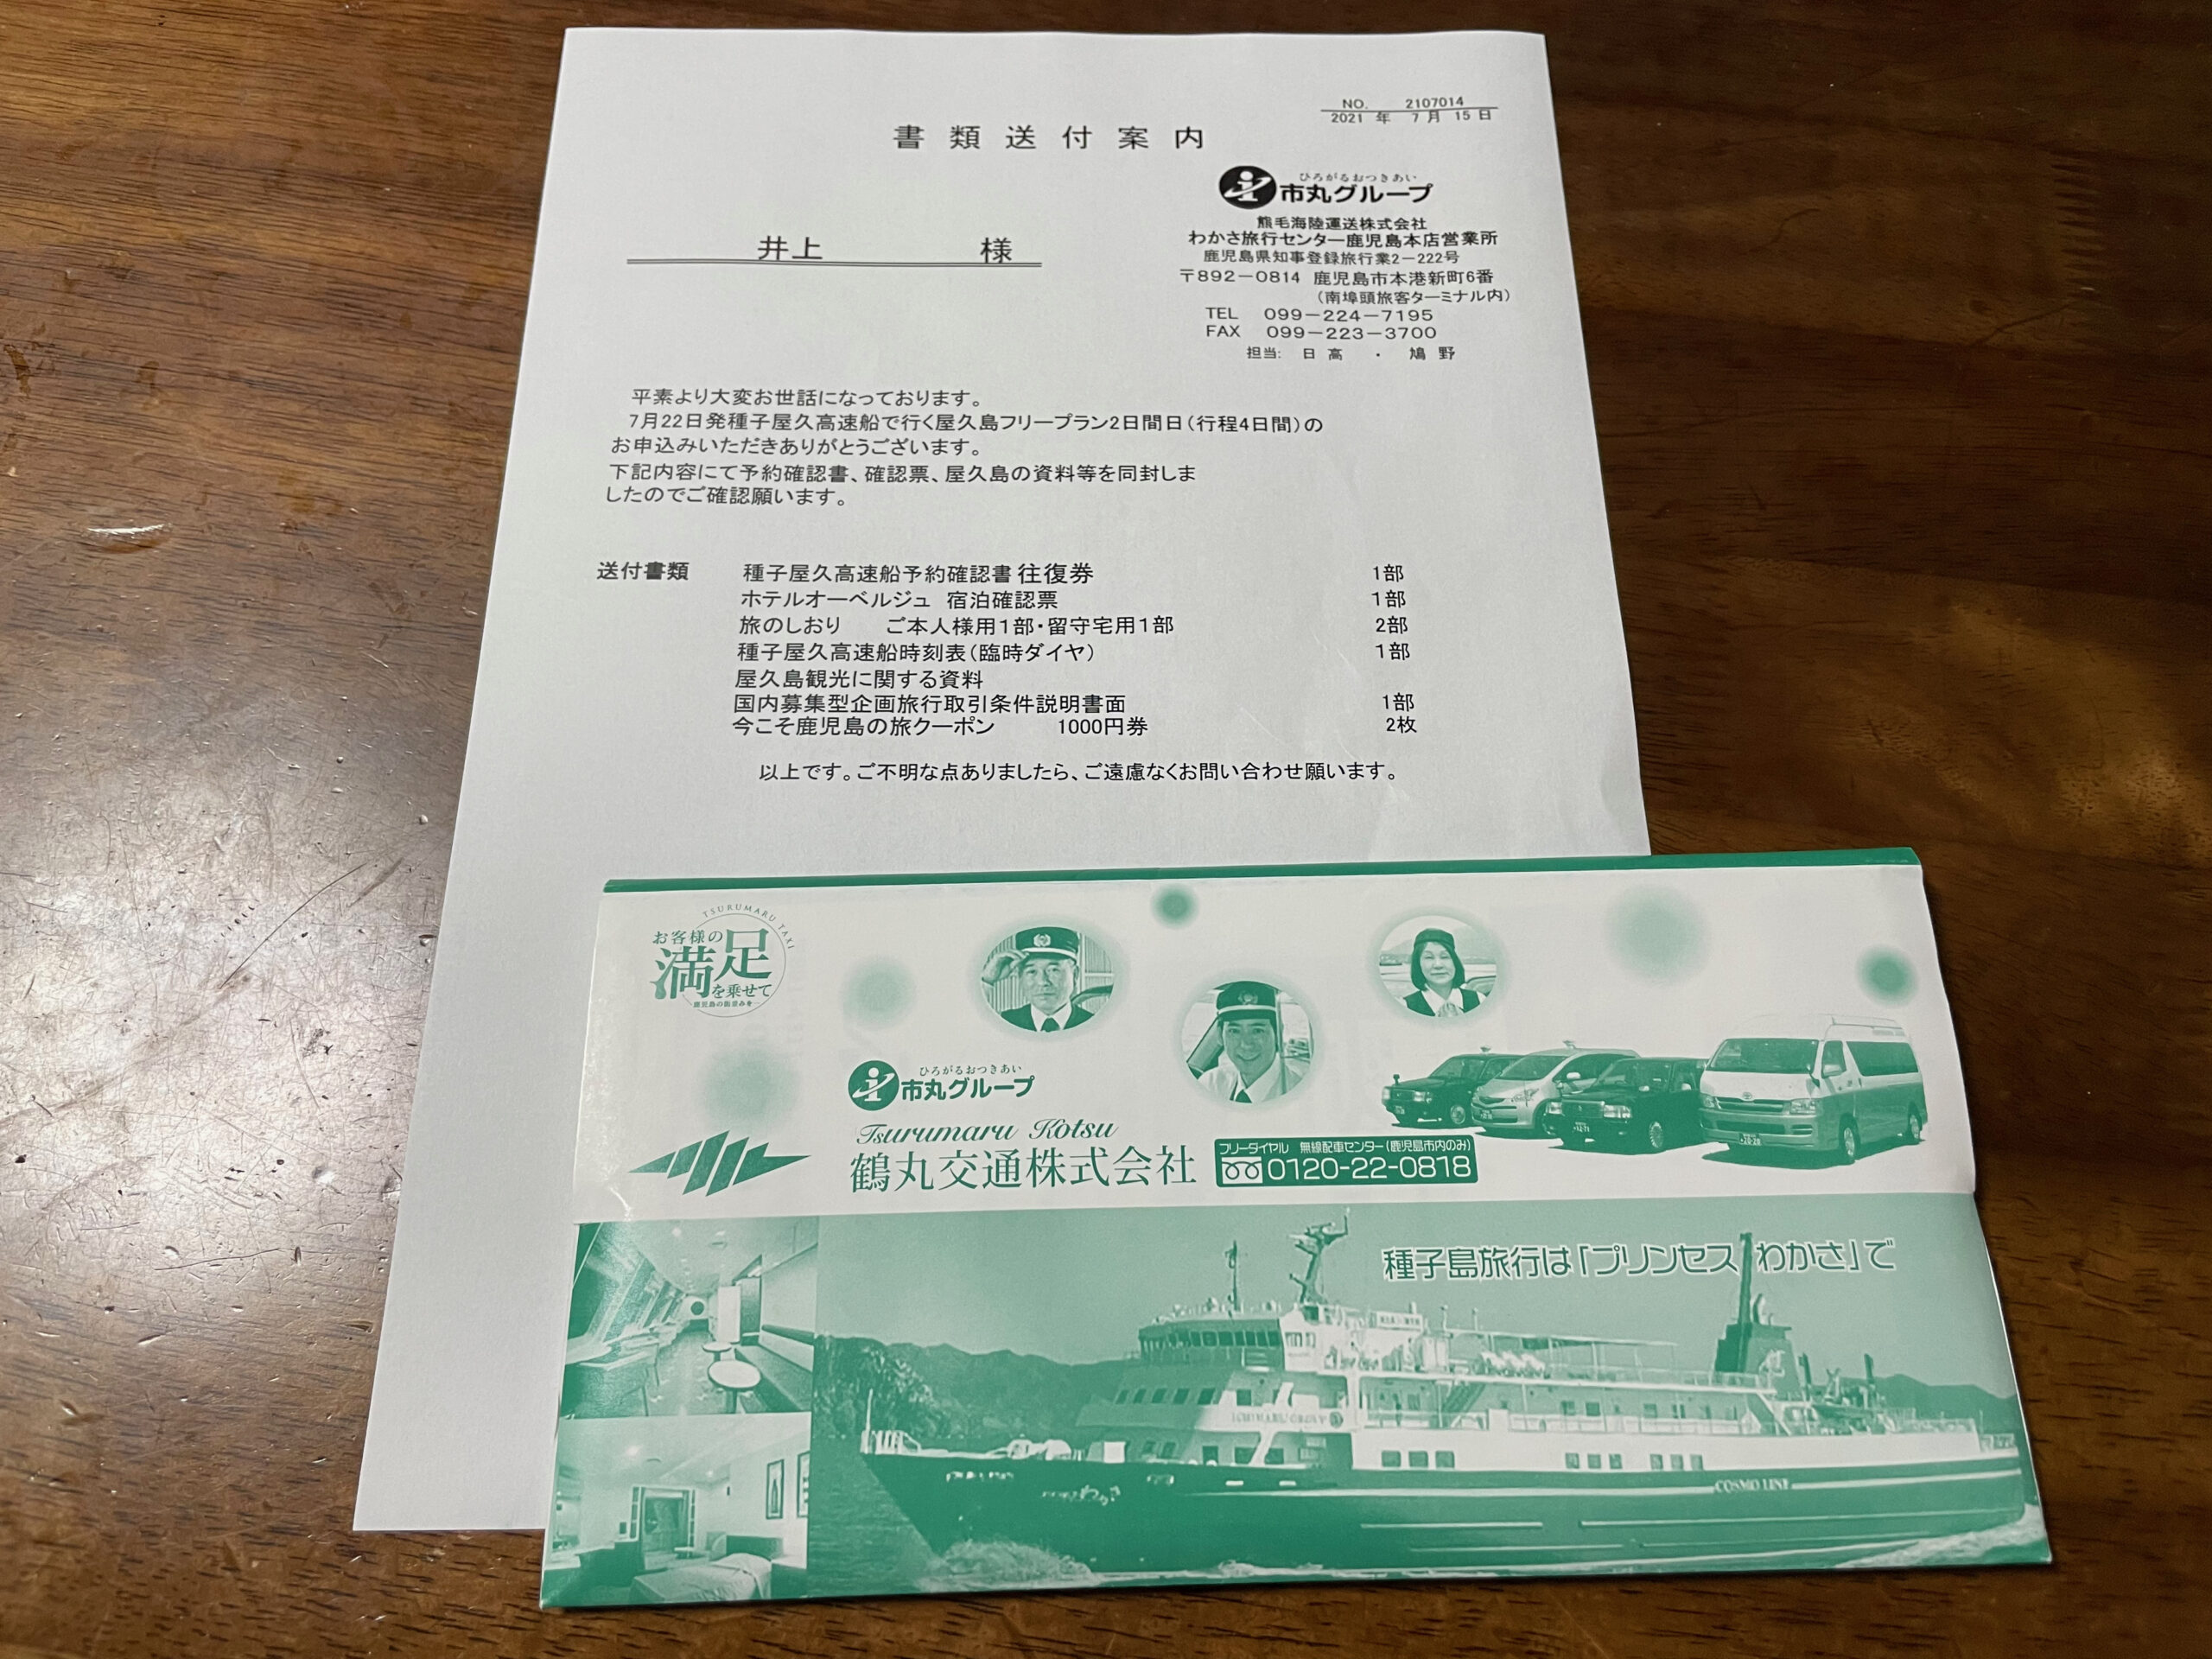 NO. 2107014
2021 年 7 月 15 日
書類送付案内
ひろがるおつきあい
市丸グループ
熊毛海陸運送株式会社
わかさ旅行センター鹿児島本店営業所
鹿児島県知事登録旅行業2－222号
〒892－0814 鹿児島市本港新町6番
（南埠頭旅客ターミナル内）
TEL 099－224－7195
FAX 099－223－3700
担当: 日高 ・ 鳩野
井上 様
平素より大変お世話になっております。
7月22日発種子屋久高速船で行く屋久島フリープラン2日間日（行程4日間）の
お申込みいただきありがとうございます。
下記内容にて予約確認書、確認票、屋久島の資料等を同封しま
したのでご確認願います。
送付書類 種子屋久高速船予約確認書 往復券 1部
ホテルオーベルジュ 宿泊確認票 1部
旅のしおり ご本人様用1部・留守宅用1部 2部
種子屋久高速船時刻表（臨時ダイヤ） 1部
屋久島観光に関する資料
国内募集型企画旅行取引条件説明書面 1部
今こそ鹿児島の旅クーポン 1000円券 2枚
以上です。ご不明な点ありましたら、ご遠慮なくお問い合わせ願います。
TSURUMARU TAXI
お客様の
満足
を乗せて
ひろがるおつきあい
市丸グループ
Tsurumaru Kotsu
鶴丸交通株式会社
フリーダイヤル 無線配車センター（鹿児島市内のみ）
0120-22-0818
種子島旅行は「プリンセスわかさ」で
COSMO LINE